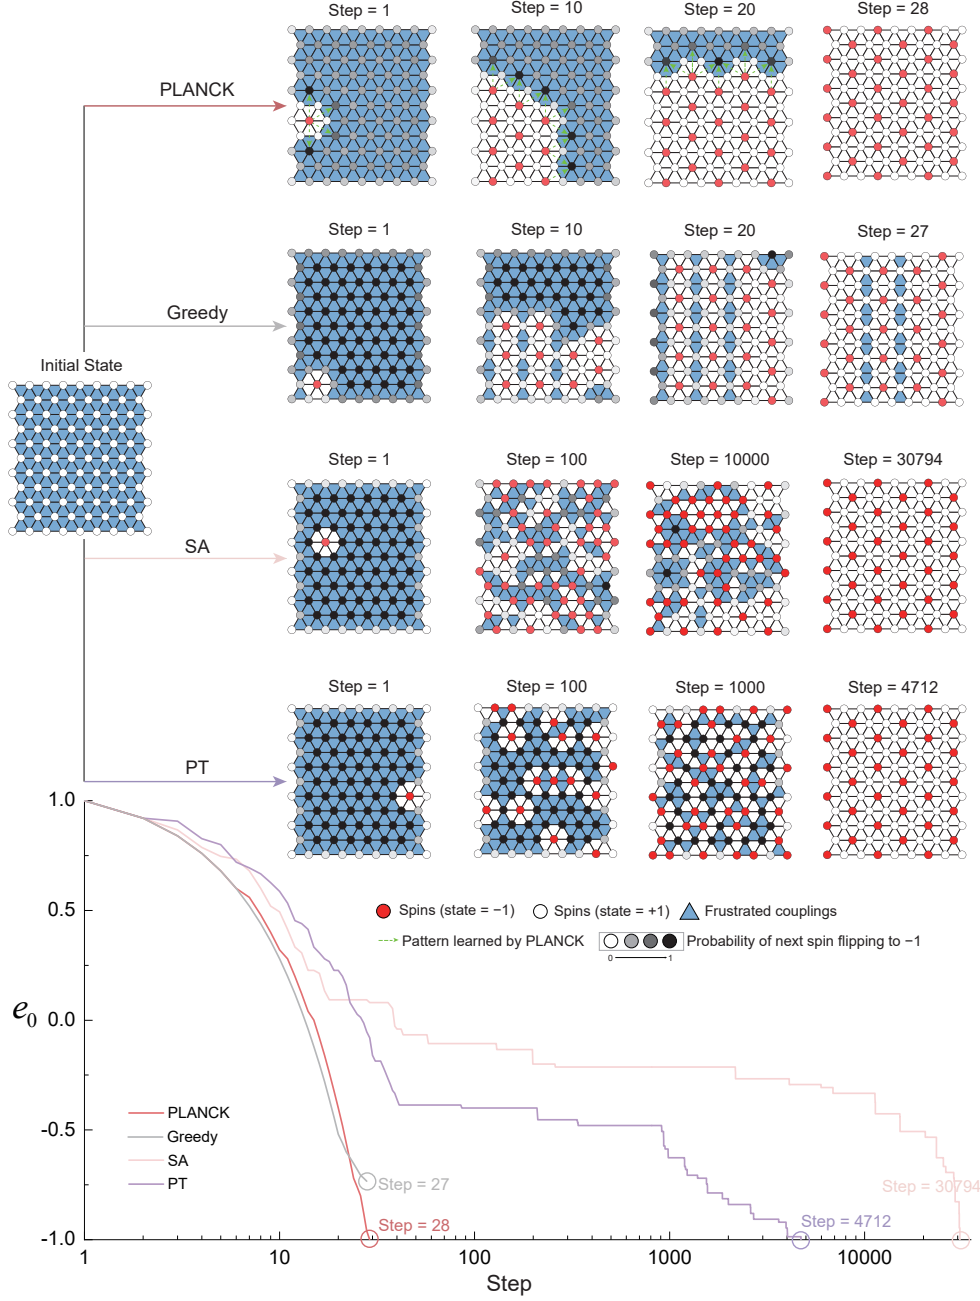 Step = 1
Step = 10
Step = 20
Step = 28
PLANCK
Step = 1
Step = 10
Step = 20
Step = 27
Greedy
Initial State
Step = 1
Step = 100
Step = 10000
Step = 30794
SA
Step = 1
Step = 100
Step = 1000
Step = 4712
PT
1.0
0.5
0.0
-0.5
-1.0
e0
Spins (state = −1)
Spins (state = +1)
Frustrated couplings
Pattern learned by PLANCK
Probability of next spin flipping to −1
0
1
PLANCK
Greedy
SA
PT
Step = 27
Step = 28
Step = 4712
Step = 30794
1
10
100
1000
10000
Step